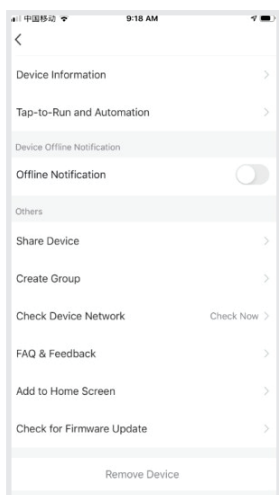 中国移动 9:18 AM
Device Information
Tap-to-Run and Automation
Device Offline Notification
Offline Notification
Others
Share Device
Create Group
Check Device Network Check Now
FAQ & Feedback
Add to Home Screen
Check for Firmware Update
Remove Device